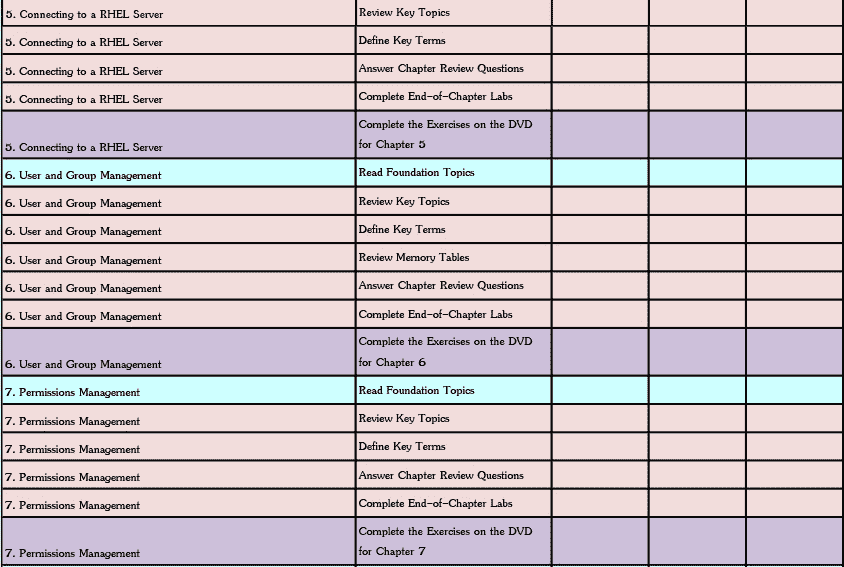 5. Connecting to a RHEL Server Review Key Topics
5. Connecting to a RHEL Server Define Key Terms
5. Connecting to a RHEL Server Answer Chapter Review Questions
5. Connecting to a RHEL Server Complete End-of-Chapter Labs
Complete the Exercises on the DVD
5. Connecting to a RHEL Server for Chapter 5
6. User and Group Management Read Foundation Topics
6. User and Group Management Review Key Topics
6. User and Group Management Define Key Terms
6. User and Group Management Review Memory Tables
6. User and Group Management Answer Chapter Review Questions
6. User and Group Management Complete End-of-Chapter Labs
Complete the Exercises on the DVD
6. User and Group Management for Chapter 6
7. Permissions Management Read Foundation Topics
7. Permissions Management Review Key Topics
7. Permissions Management Define Key Terms
7. Permissions Management Answer Chapter Review Questions
7. Permissions Management Complete End-of-Chapter Labs
Complete the Exercises on the DVD
7. Permissions Management for Chapter 7